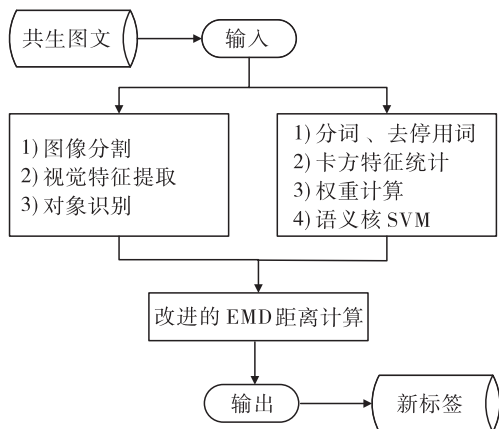 共生图文
输入
1)图像分割
2)视觉特征提取
3)对象识别
1)分词、去停用词
2)卡方特征统计
3)权重计算
4)语义核SVM
改进的EMD距离计算
输出
新标签